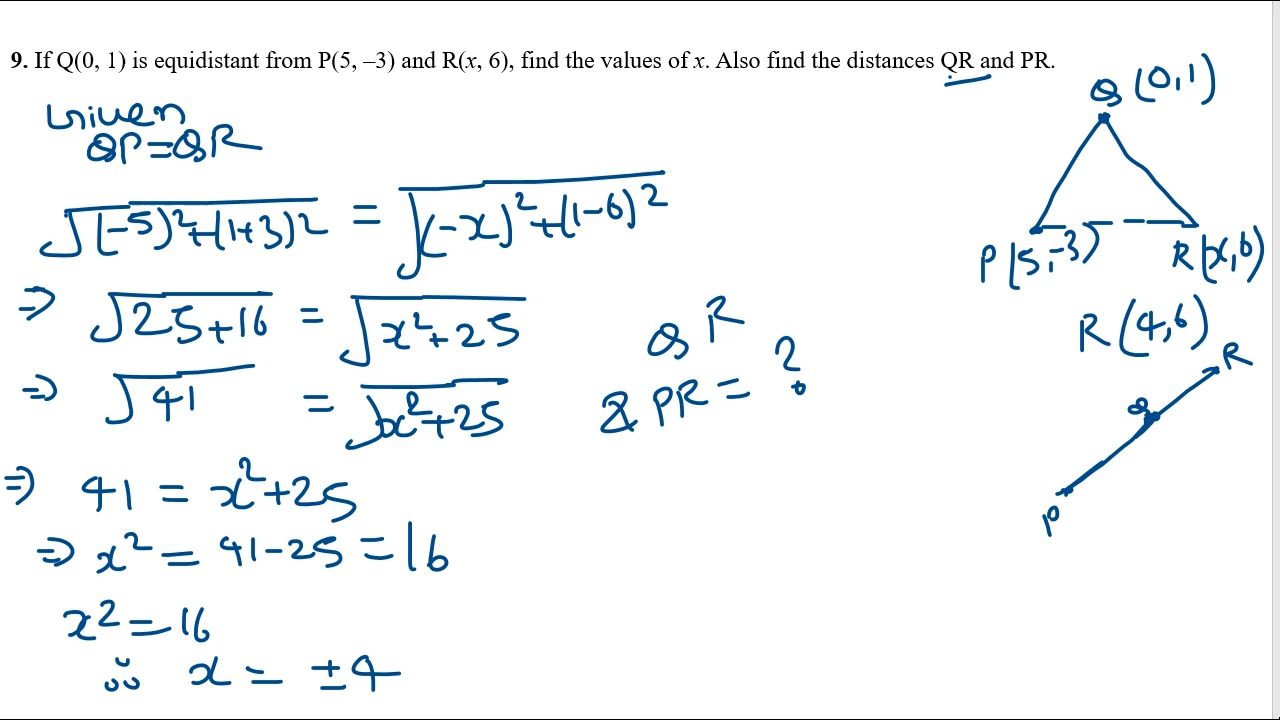 9. If Q(0, 1) is equidistant from P(5, –3) and R(x, 6), find the values of x. Also find the distances QR and PR.
Given
QP=QR
√(-5)²+(1+3)² = √(-x)²+(1-6)²
⇒ √25+16 = √x²+25
⇒ √41 = √x²+25
⇒ 41 = x²+25
⇒ x² = 41-25 = 16
x² = 16
∴ x = ±4
QR
& PR = ?
Q (0,1)
P (5,-3)
R (x,6)
R (4,6)
R
Q
P